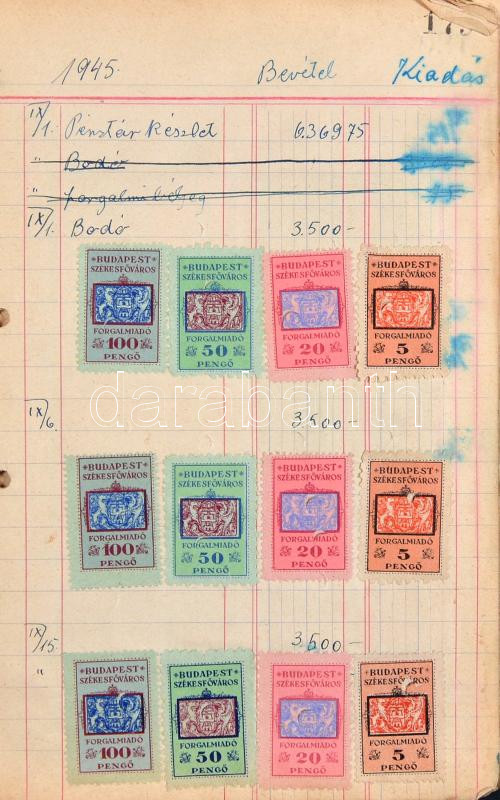 1945. Bevétel Kiadás
IX/1. Pénztár készlet 6.369 75
" Bodó
" forgalmi bélyeg
IX/1. Bodó 3.500-
BUDAPEST SZÉKESFŐVÁROS FORGALMIADÓ 100 PENGŐ
BUDAPEST SZÉKESFŐVÁROS FORGALMIADÓ 50 PENGŐ
BUDAPEST SZÉKESFŐVÁROS FORGALMIADÓ 20 PENGŐ
BUDAPEST SZÉKESFŐVÁROS FORGALMIADÓ 5 PENGŐ
darabanth
IX/6. 3.500-
BUDAPEST SZÉKESFŐVÁROS FORGALMIADÓ 100 PENGŐ
BUDAPEST SZÉKESFŐVÁROS FORGALMIADÓ 50 PENGŐ
BUDAPEST SZÉKESFŐVÁROS FORGALMIADÓ 20 PENGŐ
BUDAPEST SZÉKESFŐVÁROS FORGALMIADÓ 5 PENGŐ
IX/15. 3.500-
"
BUDAPEST SZÉKESFŐVÁROS FORGALMIADÓ 100 PENGŐ
BUDAPEST SZÉKESFŐVÁROS FORGALMIADÓ 50 PENGŐ
BUDAPEST SZÉKESFŐVÁROS FORGALMIADÓ 20 PENGŐ
BUDAPEST SZÉKESFŐVÁROS FORGALMIADÓ 5 PENGŐ